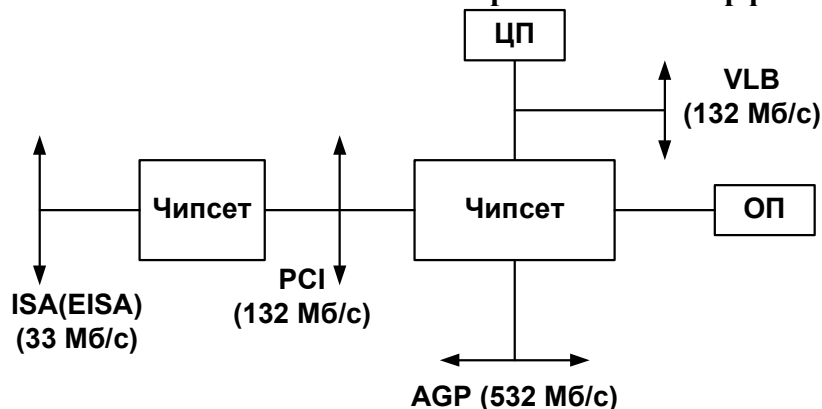 ЦП
VLB
(132 Мб/с)
Чипсет
Чипсет
ОП
ISA(EISA)
(33 Мб/с)
PCI
(132 Мб/с)
AGP (532 Мб/с)